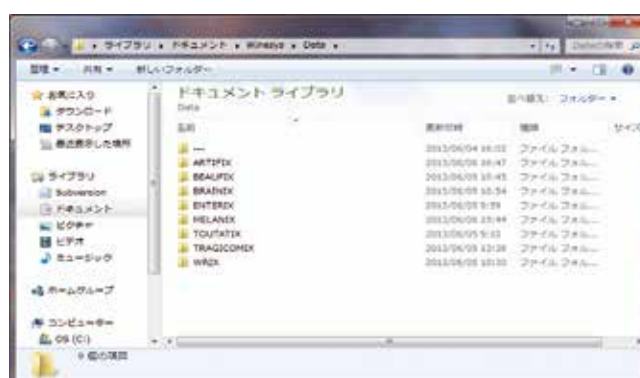 ライブラリ ▸ ドキュメント ▸ Winesys ▸ Data ▸
整理 ▾ 共有 ▾ 新しいフォルダー
お気に入り
ダウンロード
デスクトップ
最近表示した場所
ライブラリ
Subversion
ドキュメント
ピクチャ
ビデオ
ミュージック
ホームグループ
コンピューター
OS (C:)
ドキュメント ライブラリ
Data
並べ替え: フォルダー ▾
名前 更新日時 種類 サイズ
---
ARTIFIX ファイル フォル...
BEAUFIX ファイル フォル...
BRAINIX ファイル フォル...
ENTERIX ファイル フォル...
MELANIX ファイル フォル...
TOUTATIX ファイル フォル...
TRAGICOMIX ファイル フォル...
WRIX ファイル フォル...
9 個の項目